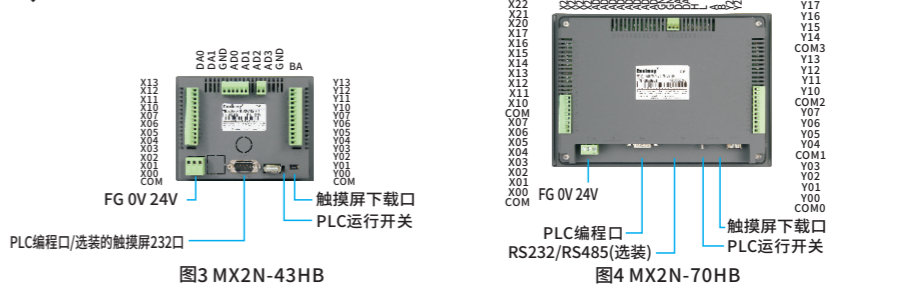 DA0
DA1
GND
AD0
AD1
AD2
AD3
GND
BA
X13
X12
X11
X10
X07
X06
X05
X04
X03
X02
X01
X00
COM
Y13
Y12
Y11
Y10
Y07
Y06
Y05
Y04
Y03
Y02
Y01
Y00
COM
FG 0V 24V
触摸屏下载口
PLC运行开关
PLC编程口/选装的触摸屏232口
图3 MX2N-43HB
X22
X21
X20
X17
X16
X15
X14
X13
X12
X11
X10
COM
X07
X06
X05
X04
X03
X02
X01
X00
COM
Y17
Y16
Y15
Y14
COM3
Y13
Y12
Y11
Y10
COM2
Y07
Y06
Y05
Y04
COM1
Y03
Y02
Y01
Y00
COM0
FG 0V 24V
PLC编程口
RS232/RS485(选装)
触摸屏下载口
PLC运行开关
图4 MX2N-70HB